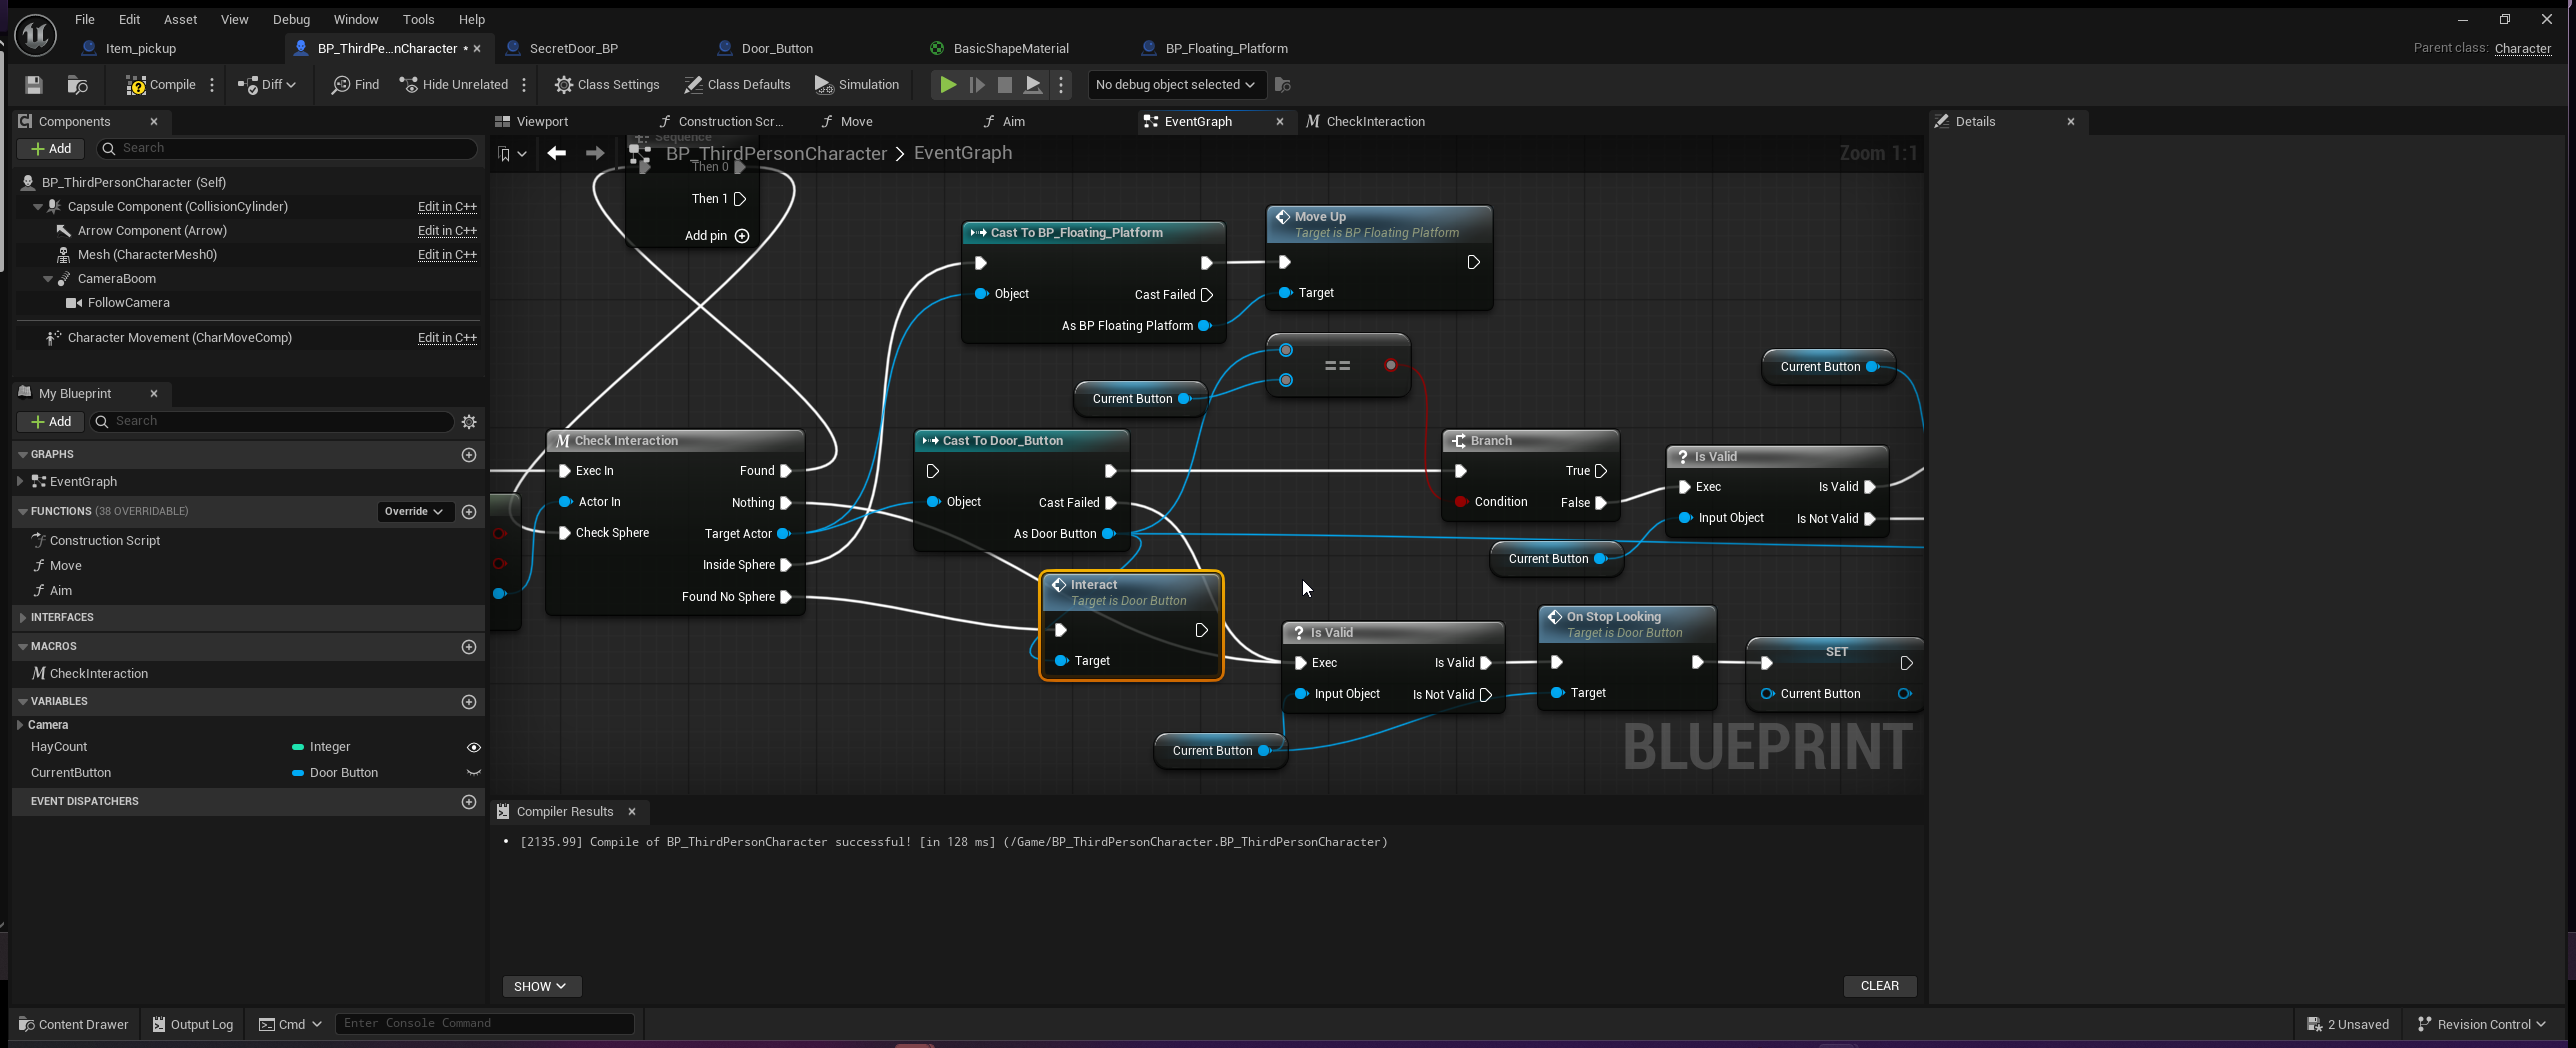 File Edit Asset View Debug Window Tools Help
Item_pickup
BP_ThirdPe…nCharacter •
SecretDoor_BP
Door_Button
BasicShapeMaterial
BP_Floating_Platform
Parent class: Character
Compile
Diff
Find
Hide Unrelated
Class Settings
Class Defaults
Simulation
No debug object selected
Components
Add
Search
BP_ThirdPersonCharacter (Self)
Capsule Component (CollisionCylinder) Edit in C++
Arrow Component (Arrow) Edit in C++
Mesh (CharacterMesh0) Edit in C++
CameraBoom
FollowCamera
Character Movement (CharMoveComp) Edit in C++
My Blueprint
Add
Search
GRAPHS
EventGraph
FUNCTIONS (38 OVERRIDABLE) Override
Construction Script
Move
Aim
INTERFACES
MACROS
CheckInteraction
VARIABLES
Camera
HayCount Integer
CurrentButton Door Button
EVENT DISPATCHERS
Viewport
Construction Scr…
Move
Aim
EventGraph
CheckInteraction
BP_ThirdPersonCharacter > EventGraph
Zoom 1:1
Sequence
Then 0
Then 1
Add pin
Check Interaction
Exec In Found
Actor In Nothing
Check Sphere Target Actor
Inside Sphere
Found No Sphere
Cast To BP_Floating_Platform
Object Cast Failed
As BP Floating Platform
Move Up
Target is BP Floating Platform
Target
==
Current Button
Cast To Door_Button
Object Cast Failed
As Door Button
Interact
Target is Door Button
Target
Branch
True
Condition False
Current Button
Is Valid
Exec Is Valid
Input Object Is Not Valid
Current Button
Is Valid
Exec Is Valid
Input Object Is Not Valid
Current Button
On Stop Looking
Target is Door Button
Target
SET
Current Button
BLUEPRINT
Compiler Results
• [2135.99] Compile of BP_ThirdPersonCharacter successful! [in 128 ms] (/Game/BP_ThirdPersonCharacter.BP_ThirdPersonCharacter)
SHOW
CLEAR
Content Drawer
Output Log
Cmd
Enter Console Command
2 Unsaved
Revision Control
Details